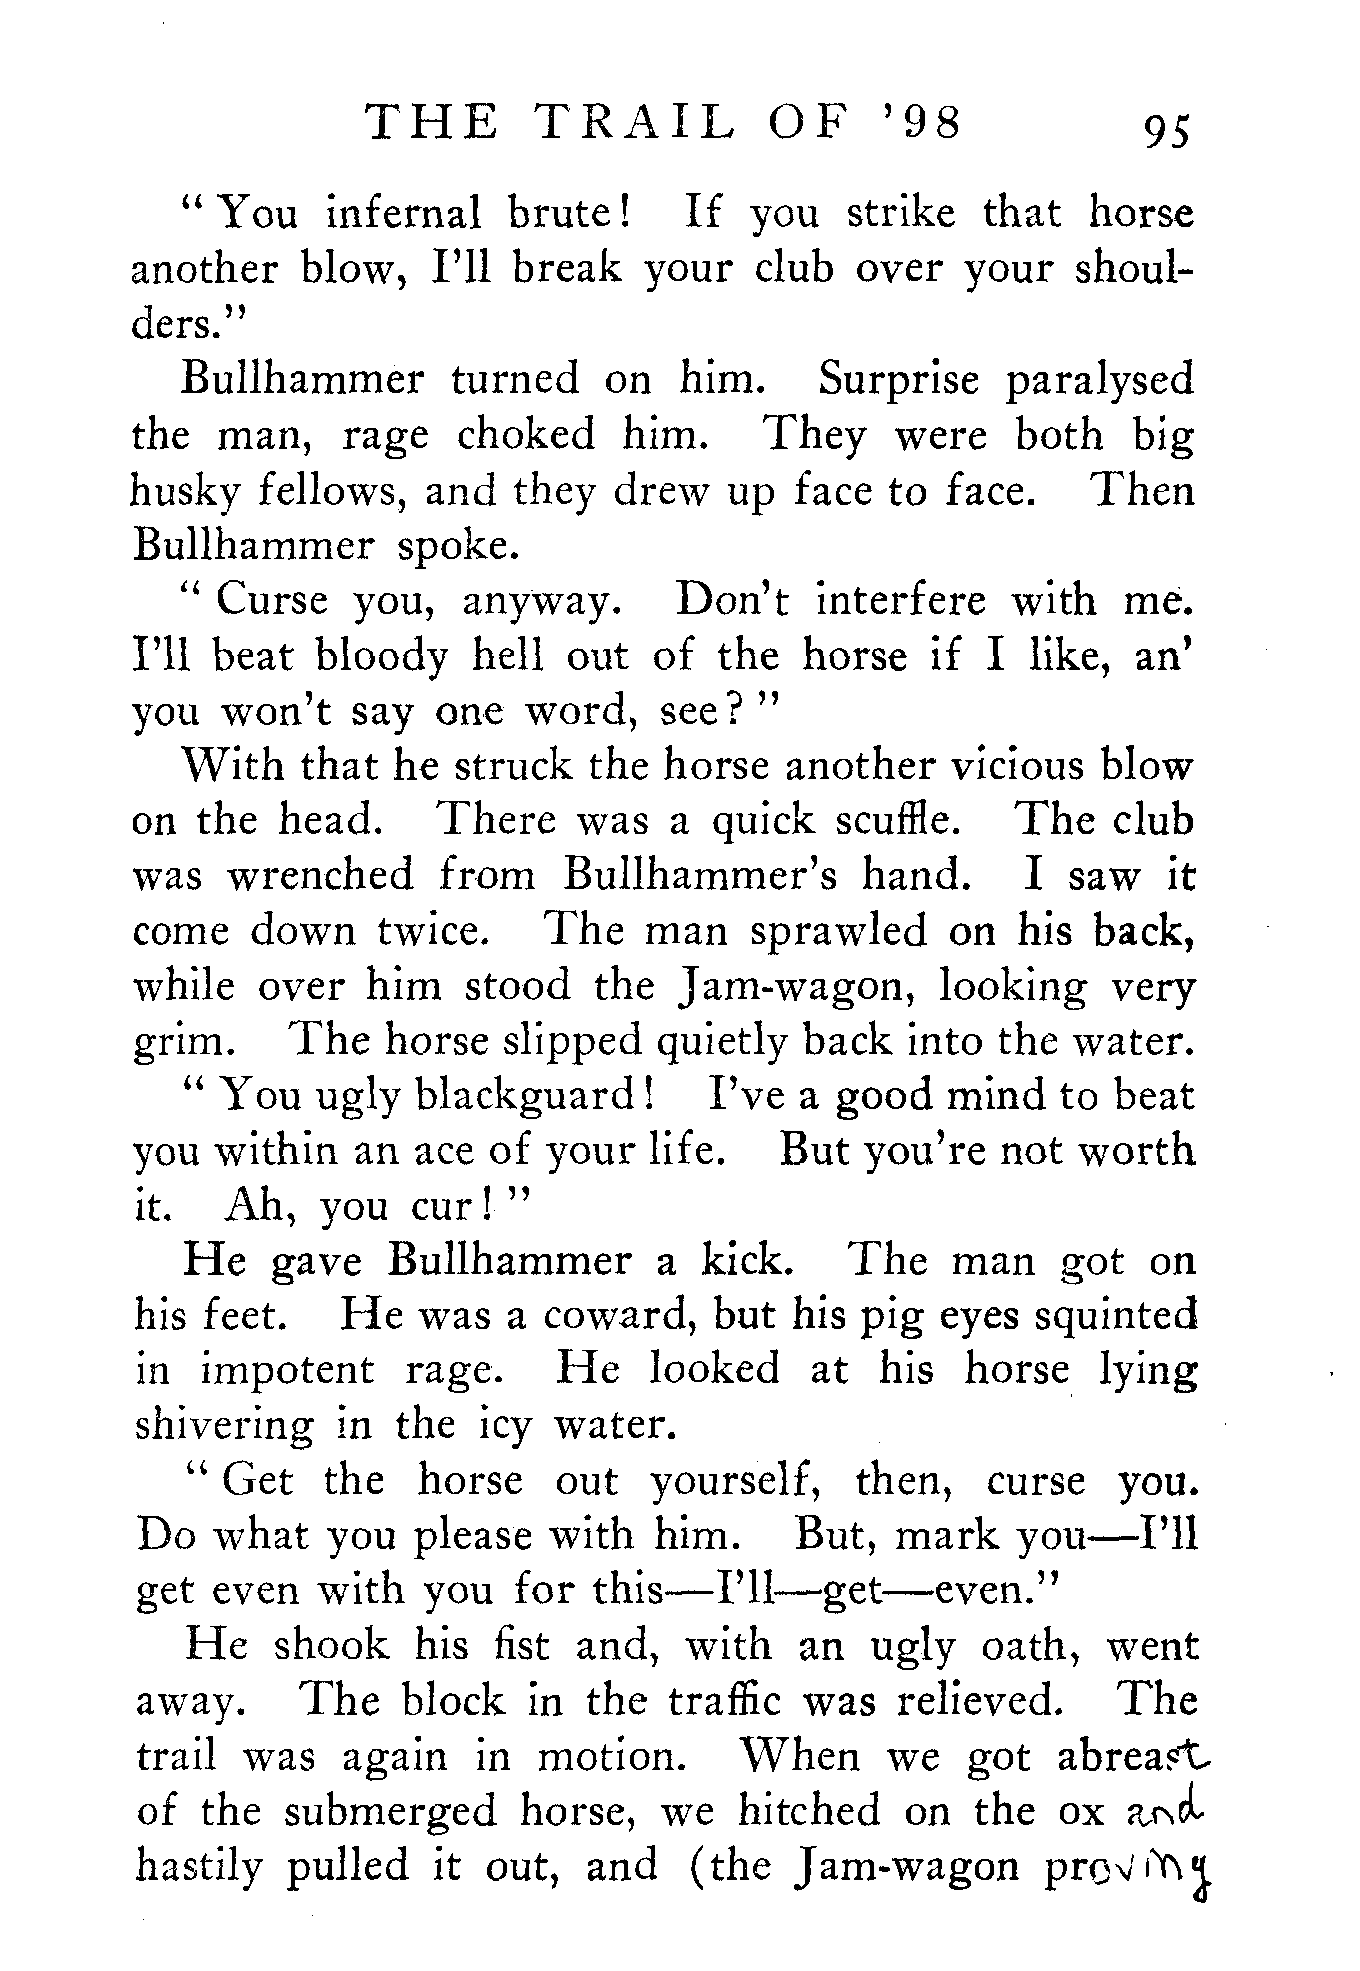 THE TRAIL OF '98 95
"You infernal brute! If you strike that horse
another blow, I'll break your club over your shoul-
ders."
Bullhammer turned on him. Surprise paralysed
the man, rage choked him. They were both big
husky fellows, and they drew up face to face. Then
Bullhammer spoke.
"Curse you, anyway. Don't interfere with me.
I'll beat bloody hell out of the horse if I like, an'
you won't say one word, see?"
With that he struck the horse another vicious blow
on the head. There was a quick scuffle. The club
was wrenched from Bullhammer's hand. I saw it
come down twice. The man sprawled on his back,
while over him stood the Jam-wagon, looking very
grim. The horse slipped quietly back into the water.
"You ugly blackguard! I've a good mind to beat
you within an ace of your life. But you're not worth
it. Ah, you cur!"
He gave Bullhammer a kick. The man got on
his feet. He was a coward, but his pig eyes squinted
in impotent rage. He looked at his horse lying
shivering in the icy water.
"Get the horse out yourself, then, curse you.
Do what you please with him. But, mark you—I'll
get even with you for this—I'll—get—even."
He shook his fist and, with an ugly oath, went
away. The block in the traffic was relieved. The
trail was again in motion. When we got abreast
of the submerged horse, we hitched on the ox and
hastily pulled it out, and (the Jam-wagon proving